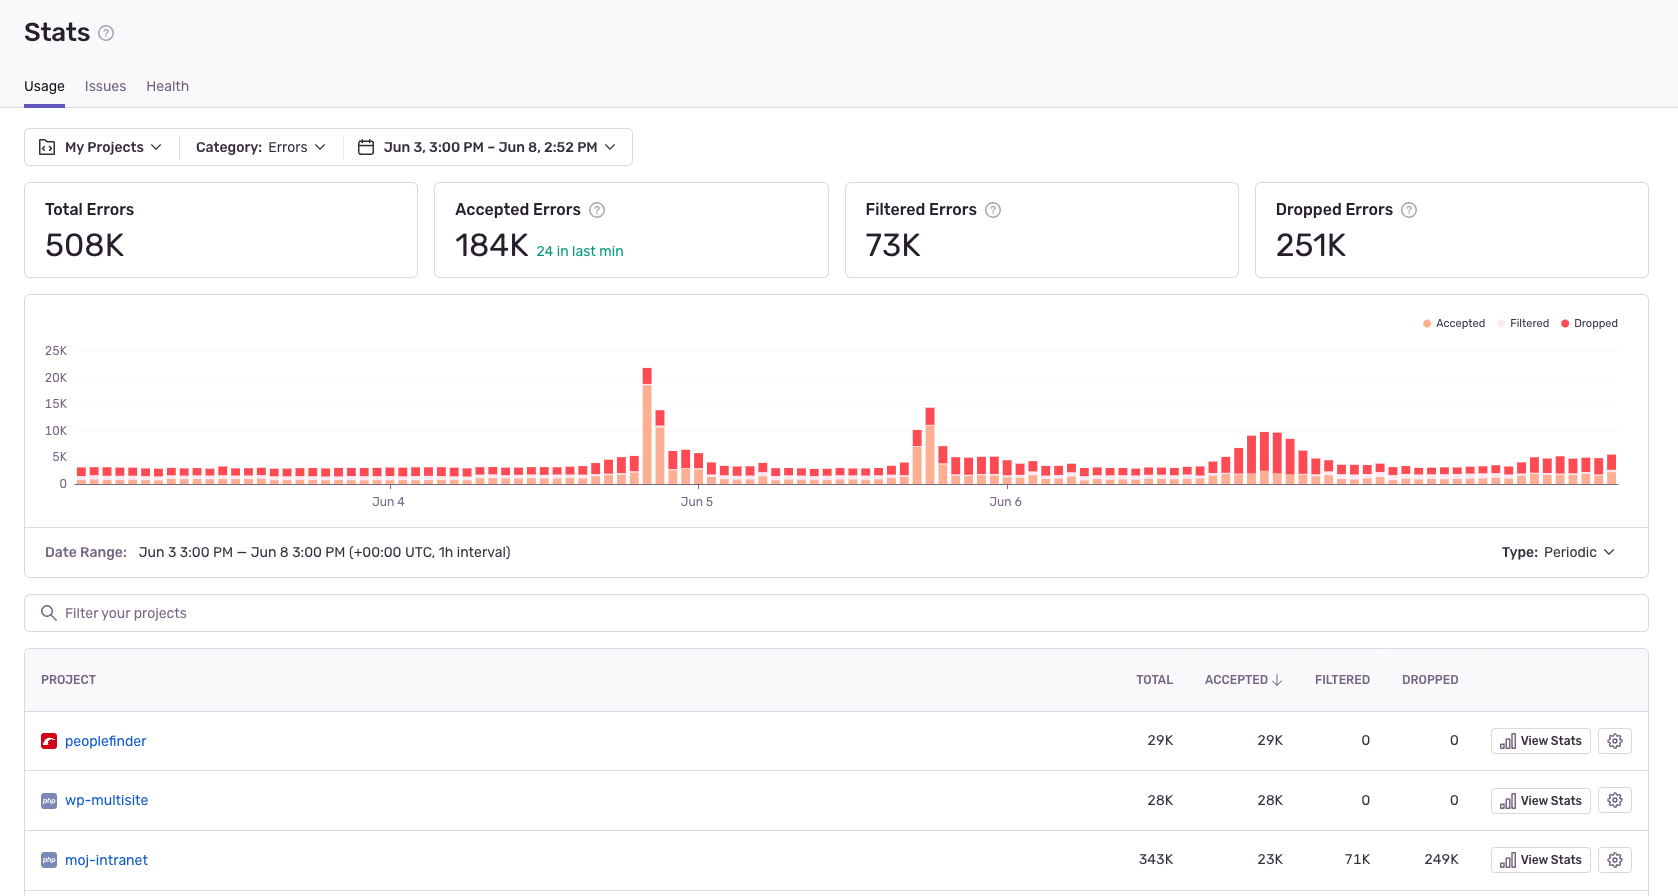 Stats ?
Usage Issues Health
My Projects Category: Errors Jun 3, 3:00 PM – Jun 8, 2:52 PM
Total Errors Accepted Errors ? Filtered Errors ? Dropped Errors ?
508K 184K 24 in last min 73K 251K
Accepted Filtered Dropped
25K
20K
15K
10K
5K
0
Jun 4 Jun 5 Jun 6
Date Range: Jun 3 3:00 PM — Jun 8 3:00 PM (+00:00 UTC, 1h interval) Type: Periodic
Filter your projects
PROJECT TOTAL ACCEPTED FILTERED DROPPED
peoplefinder 29K 29K 0 0 View Stats
php wp-multisite 28K 28K 0 0 View Stats
php moj-intranet 343K 23K 71K 249K View Stats